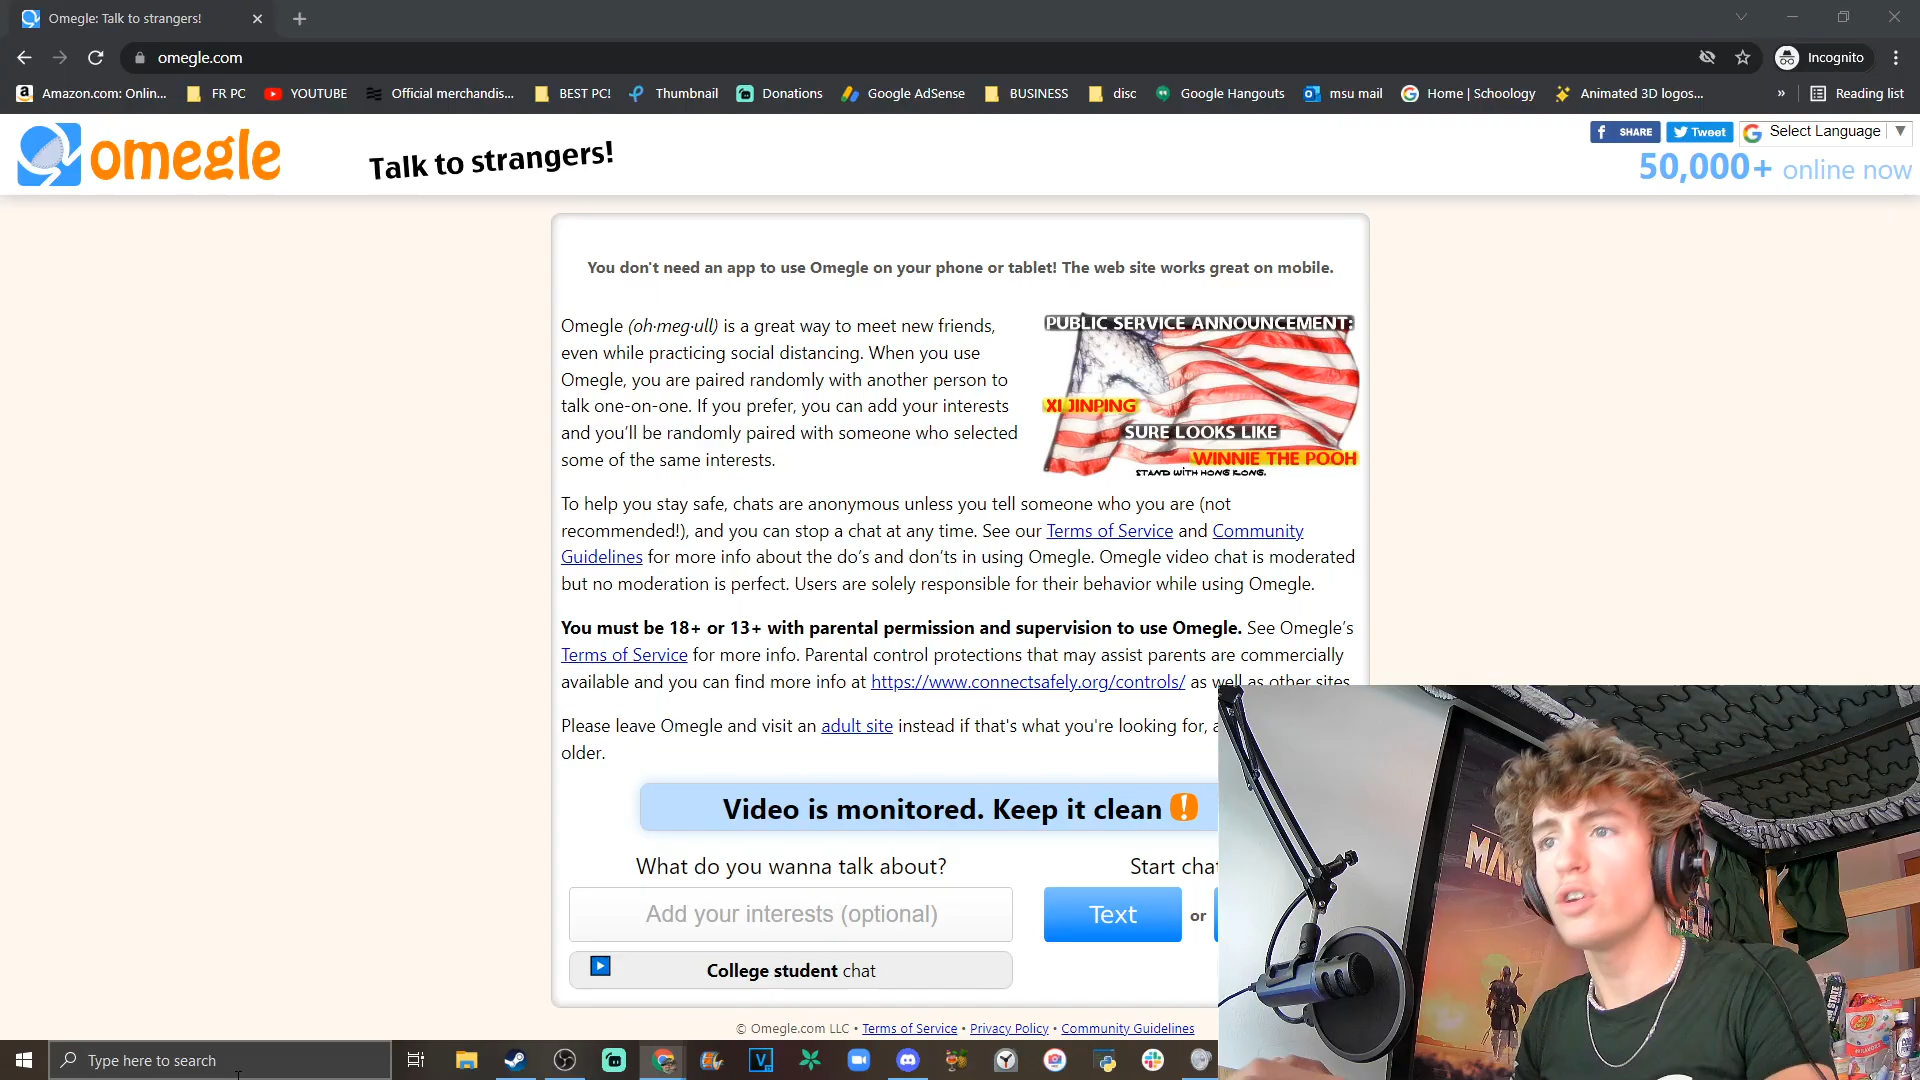 Omegle: Talk to strangers!
omegle.com
Incognito
Amazon.com: Onlin...
FR PC
YOUTUBE
Official merchandis...
BEST PC!
Thumbnail
Donations
Google AdSense
BUSINESS
disc
Google Hangouts
msu mail
Home | Schoology
Animated 3D logos...
»
Reading list
omegle
Talk to strangers!
SHARE
Tweet
Select Language
50,000+ online now
You don't need an app to use Omegle on your phone or tablet! The web site works great on mobile.
Omegle (oh·meg·ull) is a great way to meet new friends,
even while practicing social distancing. When you use
Omegle, you are paired randomly with another person to
talk one-on-one. If you prefer, you can add your interests
and you’ll be randomly paired with someone who selected
some of the same interests.
PUBLIC SERVICE ANNOUNCEMENT:
XI JINPING
SURE LOOKS LIKE
WINNIE THE POOH
STAND WITH HONG KONG.
To help you stay safe, chats are anonymous unless you tell someone who you are (not
recommended!), and you can stop a chat at any time. See our Terms of Service and Community
Guidelines for more info about the do’s and don’ts in using Omegle. Omegle video chat is moderated
but no moderation is perfect. Users are solely responsible for their behavior while using Omegle.
You must be 18+ or 13+ with parental permission and supervision to use Omegle. See Omegle’s
Terms of Service for more info. Parental control protections that may assist parents are commercially
available and you can find more info at https://www.connectsafely.org/controls/ as well as other sites
Please leave Omegle and visit an adult site instead if that's what you're looking for, a
older.
Video is monitored. Keep it clean
What do you wanna talk about?
Start cha
Add your interests (optional)
Text
or
College student chat
© Omegle.com LLC • Terms of Service • Privacy Policy • Community Guidelines
Type here to search
MAN
STATE